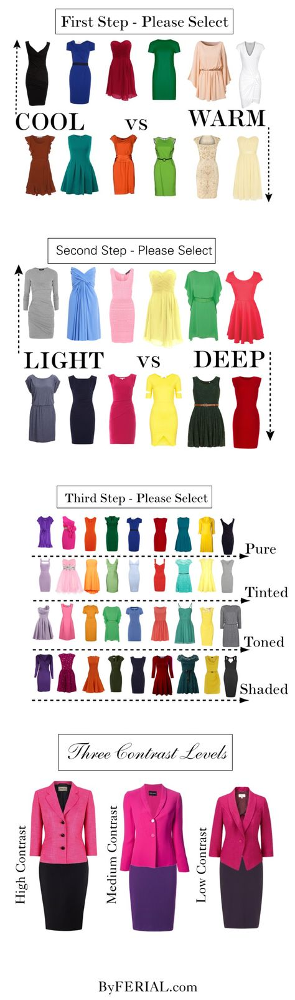 First Step - Please Select
COOL vs WARM
Second Step - Please Select
LIGHT vs DEEP
Third Step - Please Select
Pure
Tinted
Toned
Shaded
Three Contrast Levels
High Contrast
Medium Contrast
Low Contrast
ByFERIAL.com